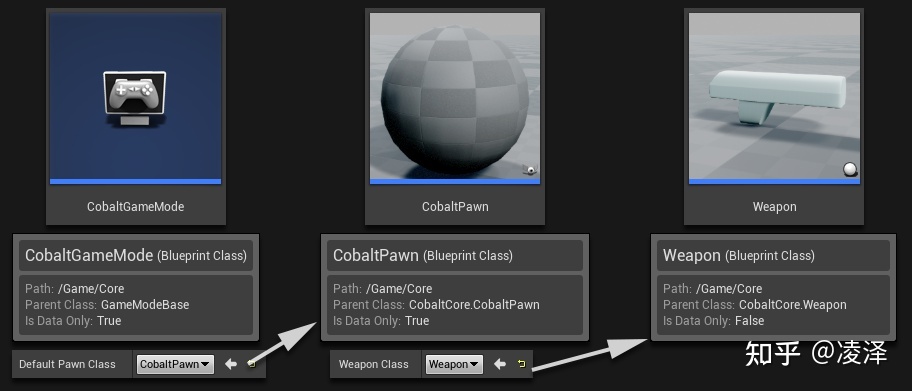 CobaltGameMode
CobaltPawn
Weapon
CobaltGameMode (Blueprint Class)
Path: /Game/Core
Parent Class: GameModeBase
Is Data Only: True
CobaltPawn (Blueprint Class)
Path: /Game/Core
Parent Class: CobaltCore.CobaltPawn
Is Data Only: True
Weapon (Blueprint Class)
Path: /Game/Core
Parent Class: CobaltCore.Weapon
Is Data Only: False
Default Pawn Class CobaltPawn
Weapon Class Weapon
知乎 @凌泽